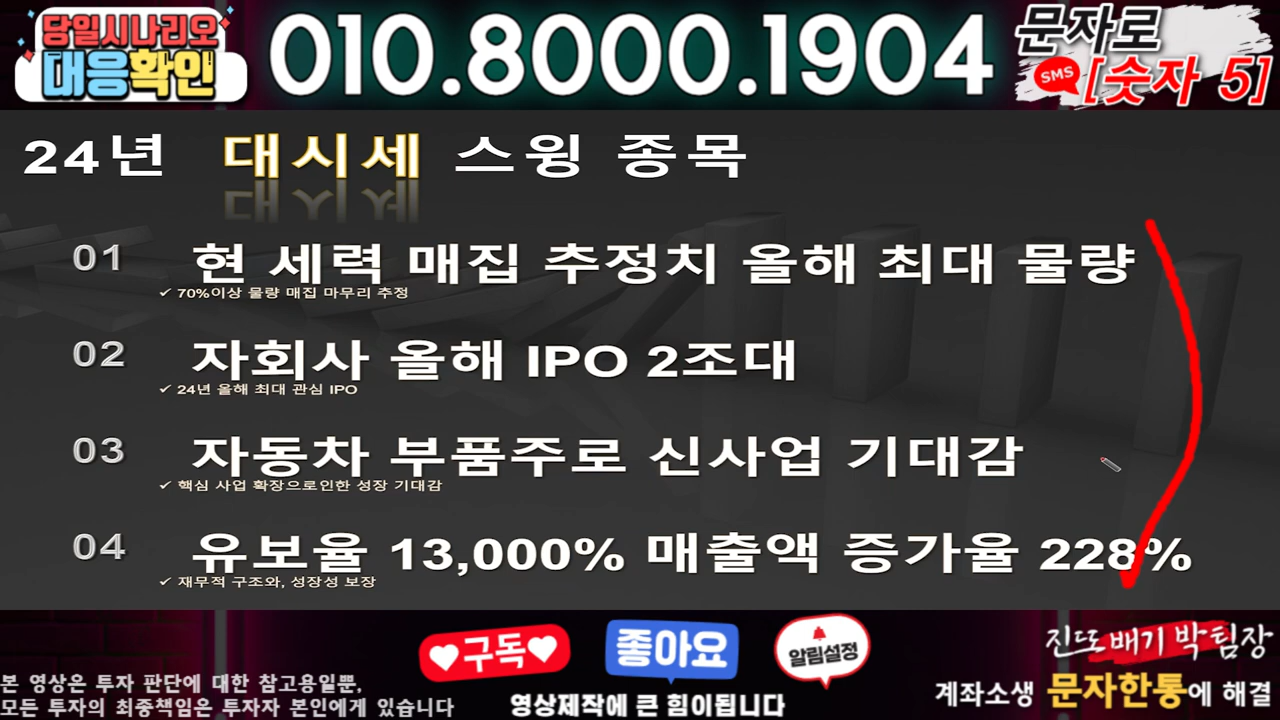 당일시나리오
대응확인
010.8000.1904
문자로
SMS [숫자 5]
24년 대시세 스윙 종목
01 현 세력 매집 추정치 올해 최대 물량
✓ 70%이상 물량 매집 마무리 추정
02 자회사 올해 IPO 2조대
✓ 24년 올해 최대 관심 IPO
03 자동차 부품주로 신사업 기대감
✓ 핵심 사업 확장으로인한 성장 기대감
04 유보율 13,000% 매출액 증가율 228%
✓ 재무적 구조와, 성장성 보장
구독
좋아요
알림설정
영상제작에 큰 힘이됩니다
본 영상은 투자 판단에 대한 참고용일뿐,
모든 투자의 최종책임은 투자자 본인에게 있습니다
진또배기 박팀장
계좌소생 문자한통에 해결